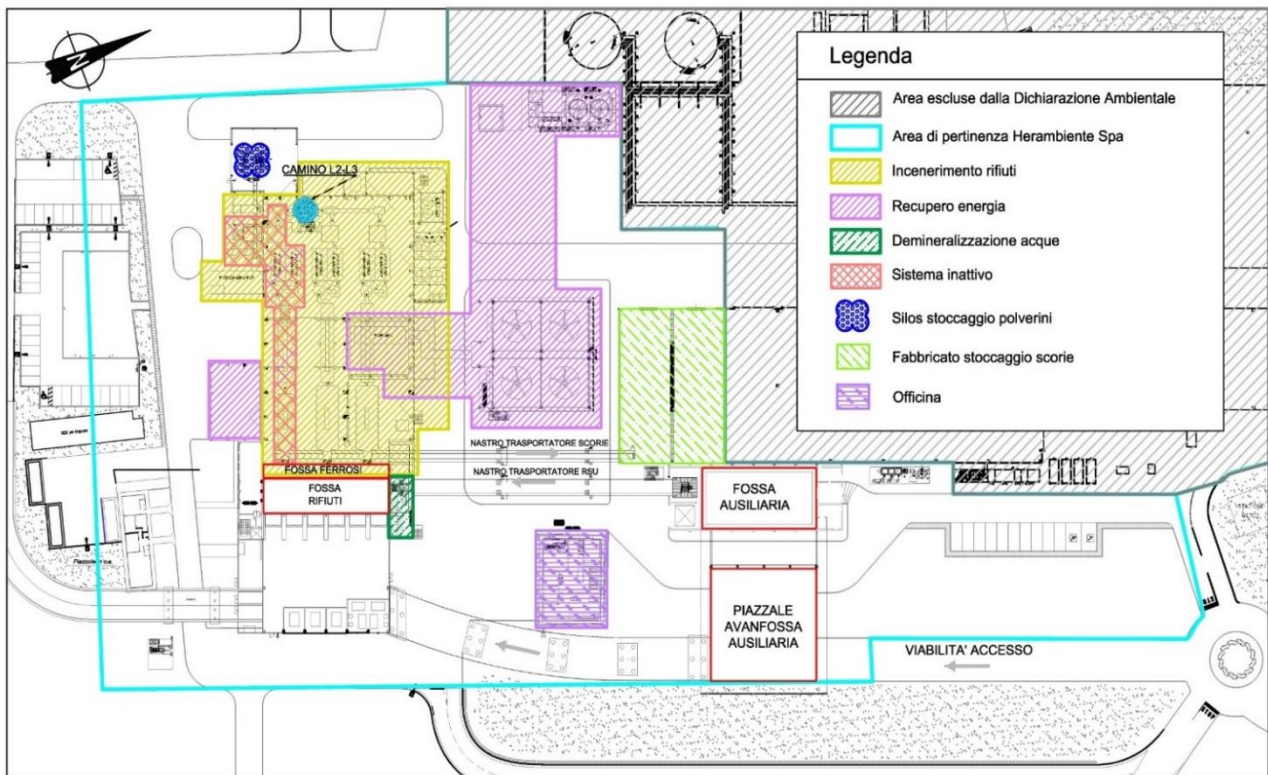 N
Legenda
Area escluse dalla Dichiarazione Ambientale
Area di pertinenza Herambiente Spa
Incenerimento rifiuti
Recupero energia
Demineralizzazione acque
Sistema inattivo
Silos stoccaggio polverini
Fabbricato stoccaggio scorie
Officina
CAMINO L2-L3
NASTRO TRASPORTATORE SCORIE
FOSSA FERROSI
NASTRO TRASPORTATORE RSU
FOSSA
RIFIUTI
FOSSA
AUSILIARIA
PIAZZALE
AVANFOSSA
AUSILIARIA
VIABILITA' ACCESSO
STOP
STOP